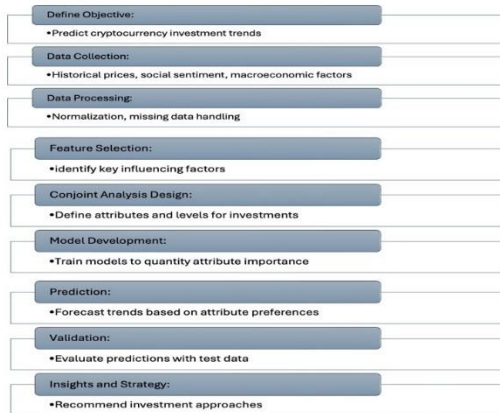 Define Objective:
•Predict cryptocurrency investment trends
Data Collection:
•Historical prices, social sentiment, macroeconomic factors
Data Processing:
•Normalization, missing data handling
Feature Selection:
•identify key influencing factors
Conjoint Analysis Design:
•Define attributes and levels for investments
Model Development:
•Train models to quantity attribute importance
Prediction:
•Forecast trends based on attribute preferences
Validation:
•Evaluate predictions with test data
Insights and Strategy:
•Recommend investment approaches